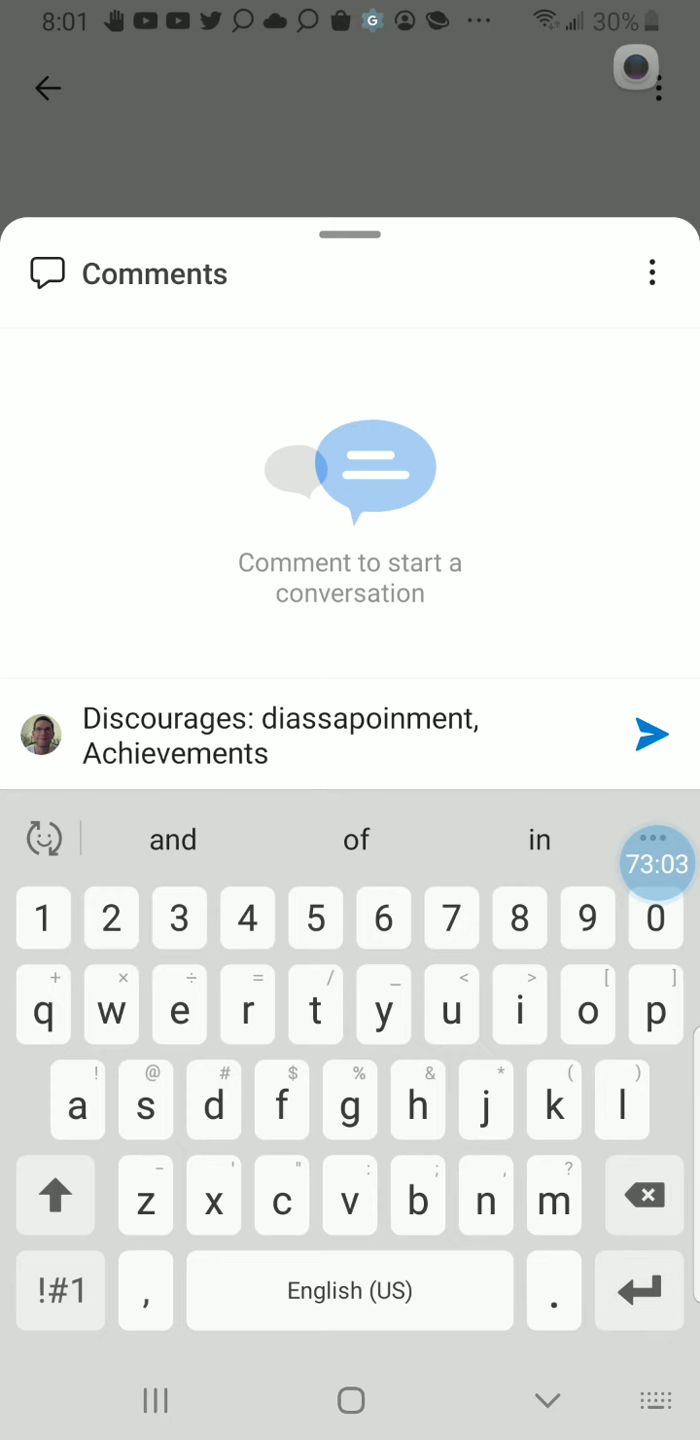 8:01 G ... 30%
Comments
Comment to start a
conversation
Discourages: diassapoinment,
Achievements
and of in
73:03
1 2 3 4 5 6 7 8 9 0
+ × ÷ = / _ < > [ ]
q w e r t y u i o p
! @ # $ % & * ( )
a s d f g h j k l
- ' " : ; , ?
z x c v b n m
!#1 , English (US) .